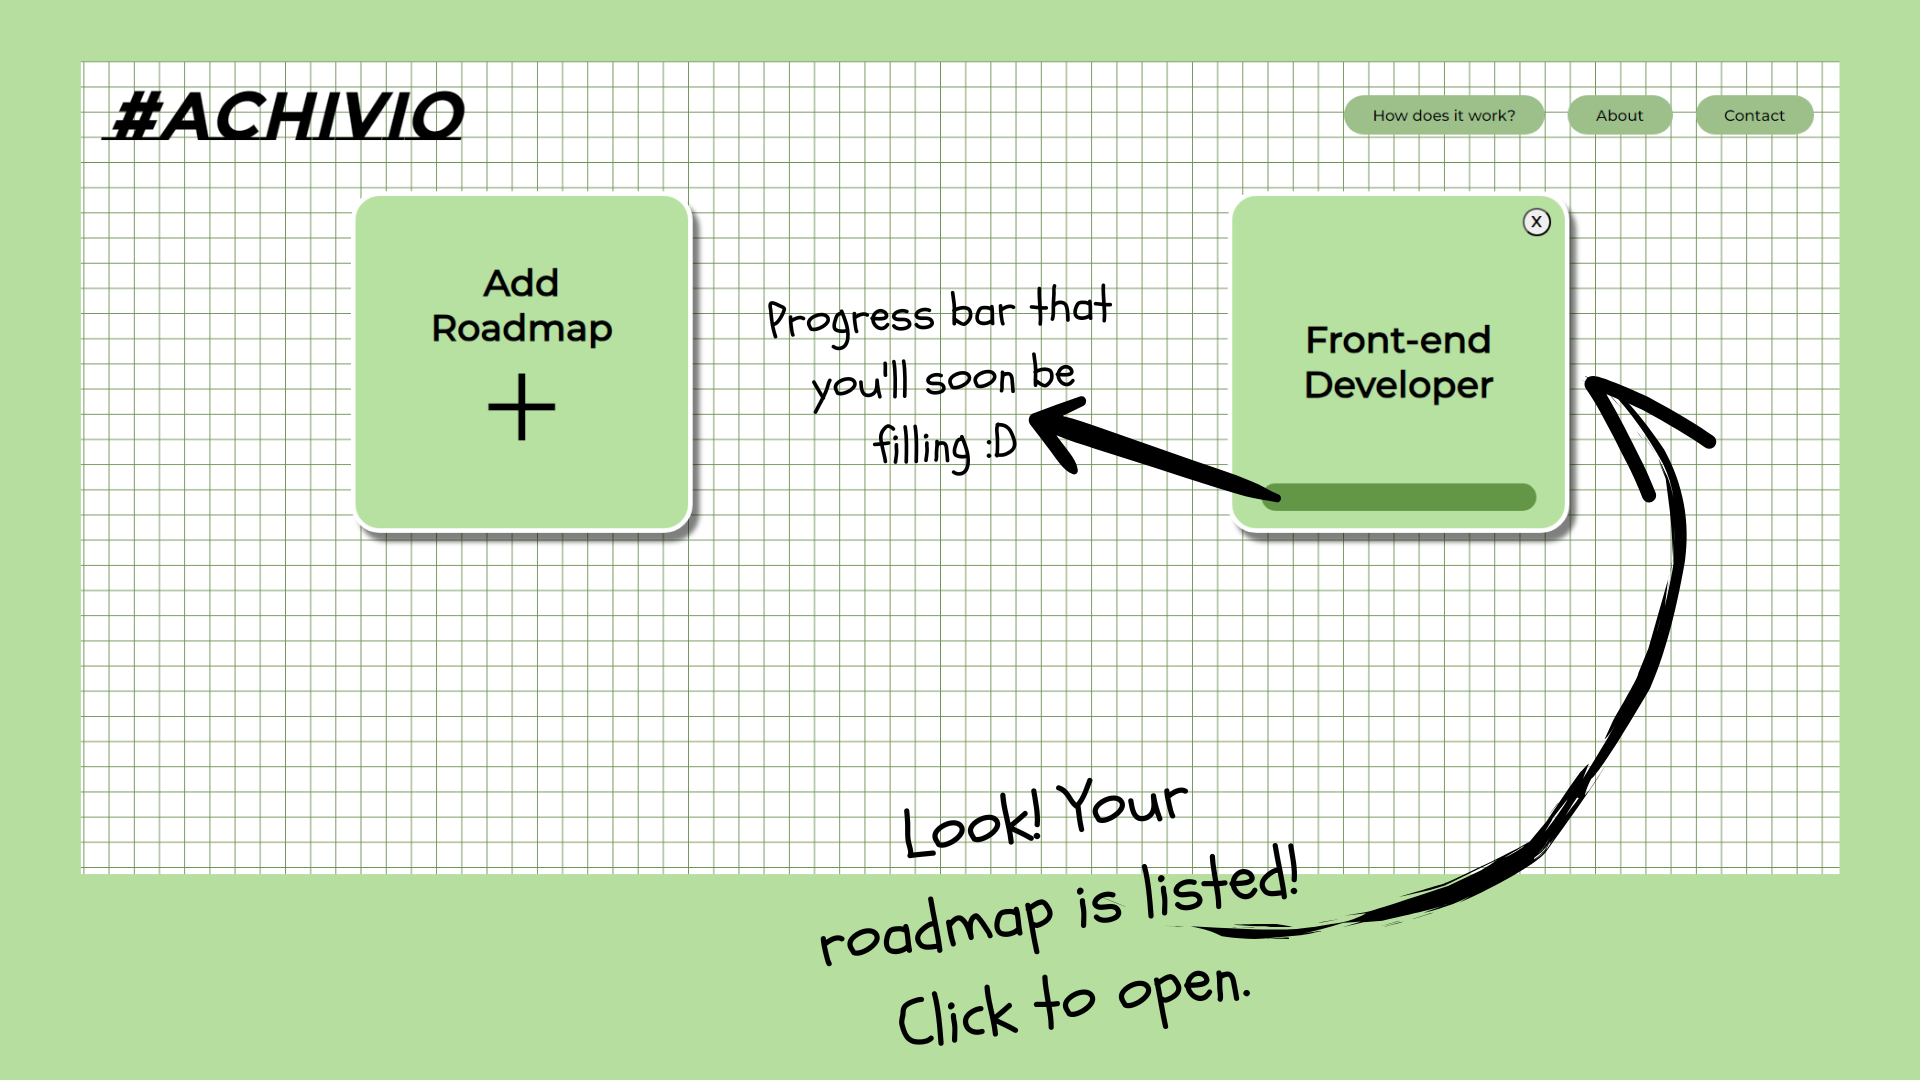 #ACHIVIO
How does it work?
About
Contact
Add
Roadmap
Progress bar that
you'll soon be
filling :D
X
Front-end
Developer
Look! Your
roadmap is listed!
Click to open.